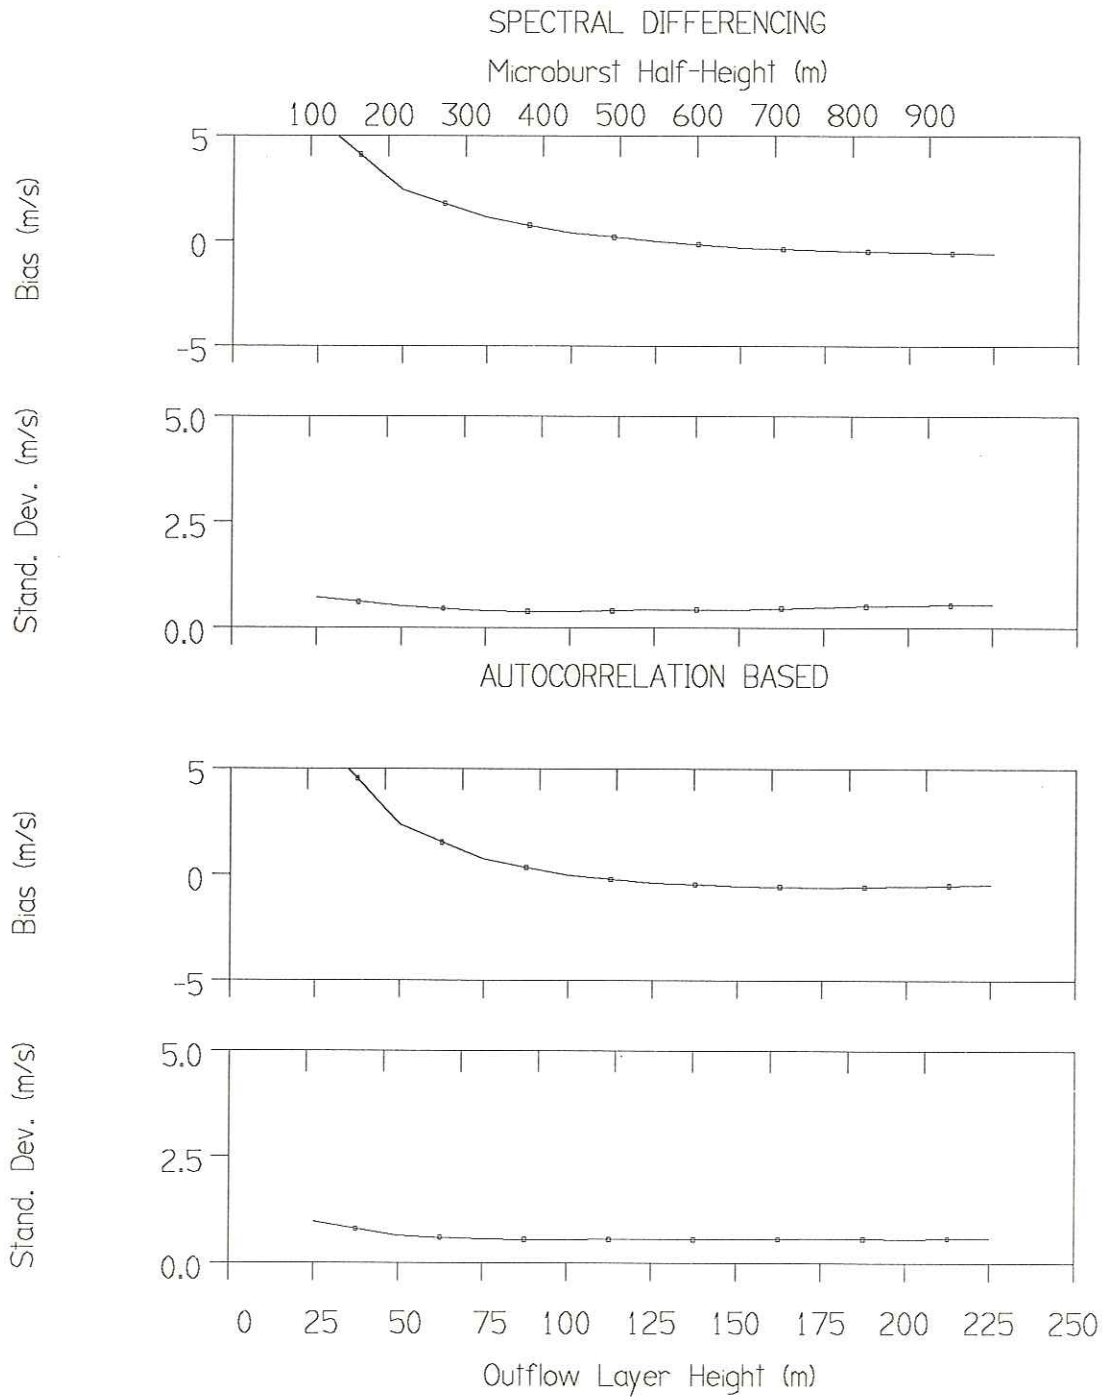 SPECTRAL DIFFERENCING
Microburst Half-Height (m)
100 200 300 400 500 600 700 800 900
5
0
-5
Bias (m/s)
5.0
2.5
0.0
Stand. Dev. (m/s)
AUTOCORRELATION BASED
5
0
-5
Bias (m/s)
5.0
2.5
0.0
Stand. Dev. (m/s)
0 25 50 75 100 125 150 175 200 225 250
Outflow Layer Height (m)